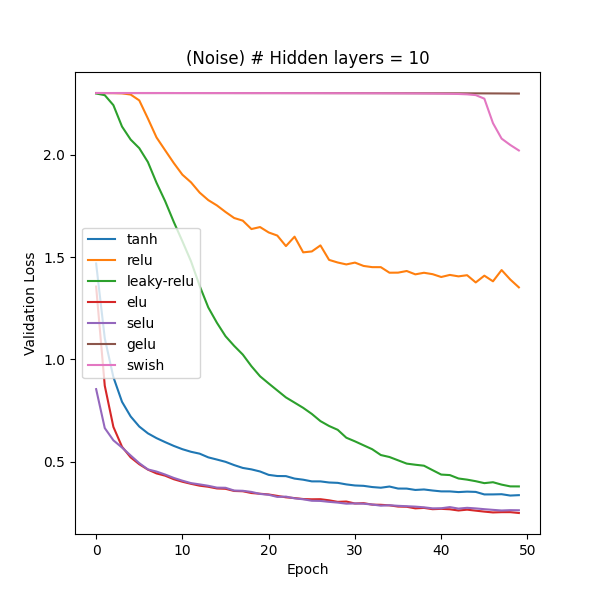 (Noise) # Hidden layers = 10
Validation Loss
2.0
1.5
1.0
0.5
tanh
relu
leaky-relu
elu
selu
gelu
swish
0 10 20 30 40 50
Epoch